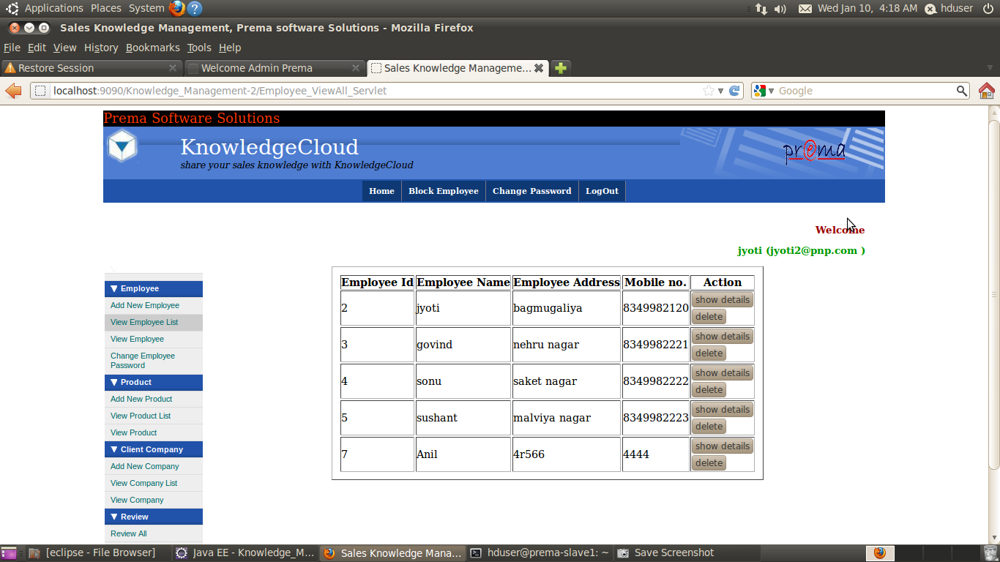 Applications Places System ? Wed Jan 10, 4:18 AM hduser
Sales Knowledge Management, Prema software Solutions - Mozilla Firefox
File Edit View History Bookmarks Tools Help
Restore Session Welcome Admin Prema Sales Knowledge Manageme...
localhost:9090/Knowledge_Management-2/Employee_ViewAll_Servlet Google
Prema Software Solutions
KnowledgeCloud
share your sales knowledge with KnowledgeCloud
prema
Home Block Employee Change Password LogOut
Welcome
jyoti (jyoti2@pnp.com )
Employee
Add New Employee
View Employee List
View Employee
Change Employee
Password
Product
Add New Product
View Product List
View Product
Client Company
Add New Company
View Company List
View Company
Review
Review All
Employee Id Employee Name Employee Address Mobile no. Action
2 jyoti bagmugaliya 8349982120 show details
delete
3 govind nehru nagar 8349982221 show details
delete
4 sonu saket nagar 8349982222 show details
delete
5 sushant malviya nagar 8349982223 show details
delete
7 Anil 4r566 4444 show details
delete
[eclipse - File Browser] Java EE - Knowledge_M... Sales Knowledge Mana... hduser@prema-slave1: ~ Save Screenshot